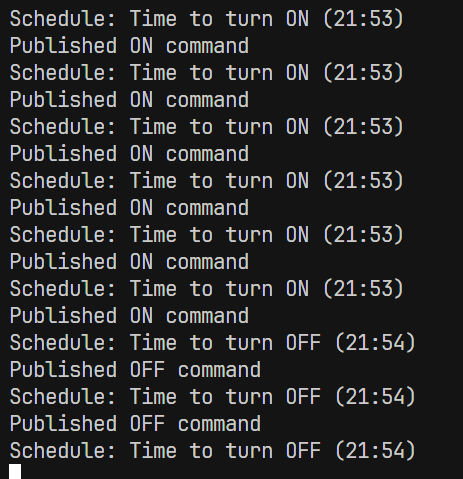 Schedule: Time to turn ON (21:53)
Published ON command
Schedule: Time to turn ON (21:53)
Published ON command
Schedule: Time to turn ON (21:53)
Published ON command
Schedule: Time to turn ON (21:53)
Published ON command
Schedule: Time to turn ON (21:53)
Published ON command
Schedule: Time to turn ON (21:53)
Published ON command
Schedule: Time to turn OFF (21:54)
Published OFF command
Schedule: Time to turn OFF (21:54)
Published OFF command
Schedule: Time to turn OFF (21:54)